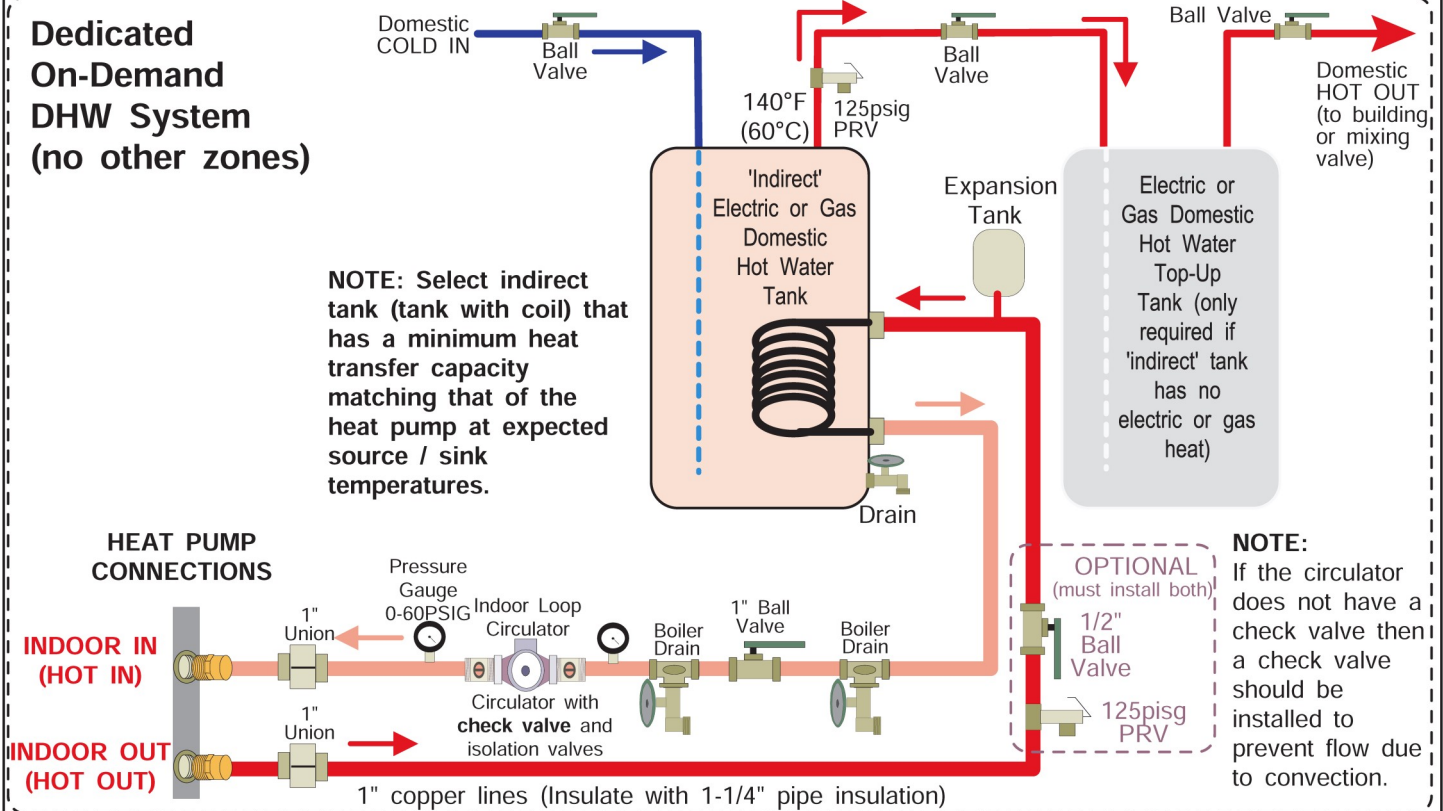 Dedicated
On-Demand
DHW System
(no other zones)
Domestic
COLD IN
Ball
Valve
140°F
(60°C)
125psig
PRV
Ball
Valve
Ball Valve
Domestic
HOT OUT
(to building
or mixing
valve)
'Indirect'
Electric or Gas
Domestic
Hot Water
Tank
Expansion
Tank
Electric or
Gas Domestic
Hot Water
Top-Up
Tank (only
required if
'indirect' tank
has no
electric or gas
heat)
NOTE: Select indirect
tank (tank with coil) that
has a minimum heat
transfer capacity
matching that of the
heat pump at expected
source / sink
temperatures.
Drain
HEAT PUMP
CONNECTIONS
INDOOR IN
(HOT IN)
1"
Union
Pressure
Gauge
0-60PSIG
Indoor Loop
Circulator
Circulator with
check valve and
isolation valves
Boiler
Drain
1" Ball
Valve
Boiler
Drain
OPTIONAL
(must install both)
1/2"
Ball
Valve
125pisg
PRV
NOTE:
If the circulator
does not have a
check valve then
a check valve
should be
installed to
prevent flow due
to convection.
INDOOR OUT
(HOT OUT)
1"
Union
1" copper lines (Insulate with 1-1/4" pipe insulation)